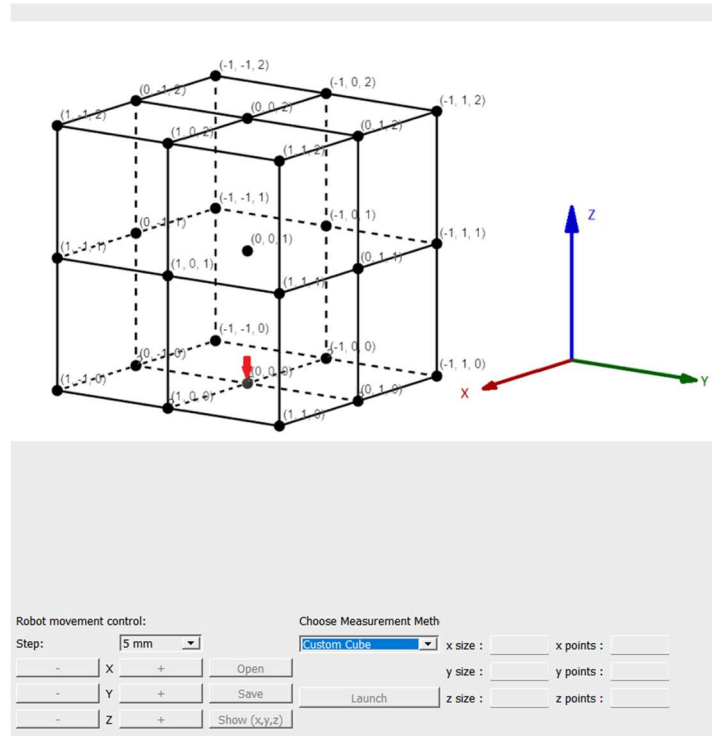 (-1, -1, 2)
(0, -1, 2)
(-1, 0, 2)
(1, -1, 2)
(0, 0, 2)
(-1, 1, 2)
(1, 0, 2)
(0, 1, 2)
(1, 1, 2)
(-1, -1, 1)
(0, -1, 1)
(-1, 0, 1)
Z
(1, -1, 1)
(0, 0, 1)
(-1, 1, 1)
(1, 0, 1)
(0, 1, 1)
(1, 1, 1)
(-1, -1, 0)
(0, -1, 0)
(-1, 0, 0)
(1, -1, 0)
(0, 0, 0)
(-1, 1, 0)
(1, 0, 0)
(0, 1, 0)
X
Y
(1, 1, 0)
Robot movement control:
Choose Measurement Meth
Step:
5 mm
Custom Cube
x size :
x points :
- X + Open
y size :
y points :
- Y + Save
Launch
z size :
z points :
- Z + Show (x,y,z)